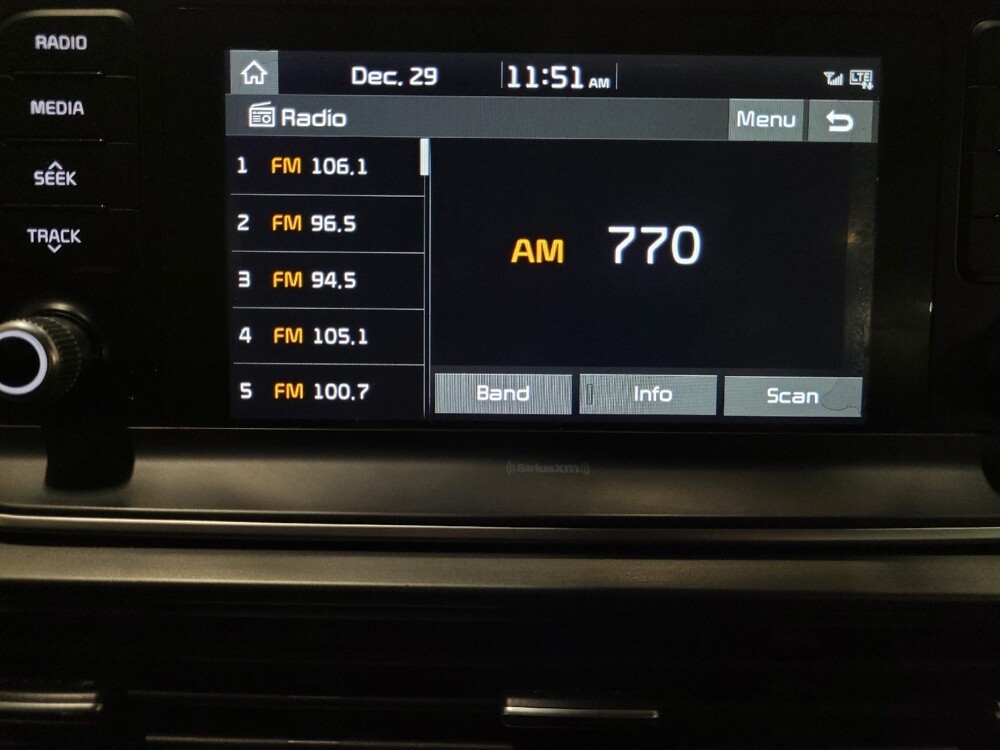 RADIO
MEDIA
SEEK
TRACK
Dec. 29 11:51 AM LTE
Radio Menu
1 FM 106.1
2 FM 96.5
3 FM 94.5
4 FM 105.1
5 FM 100.7
AM 770
Band Info Scan
((SiriusXM))